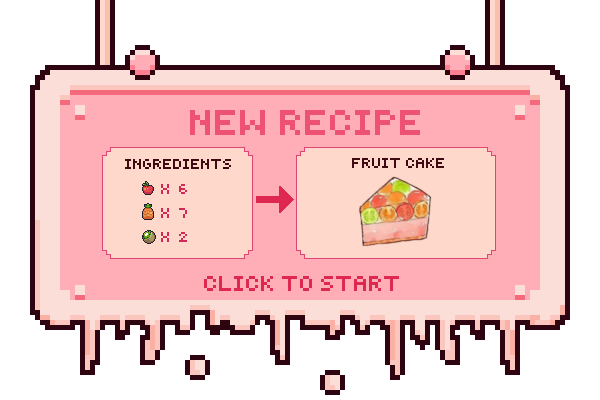 NEW RECIPE
INGREDIENTS
X 6
X 7
X 2
FRUIT CAKE
CLICK TO START